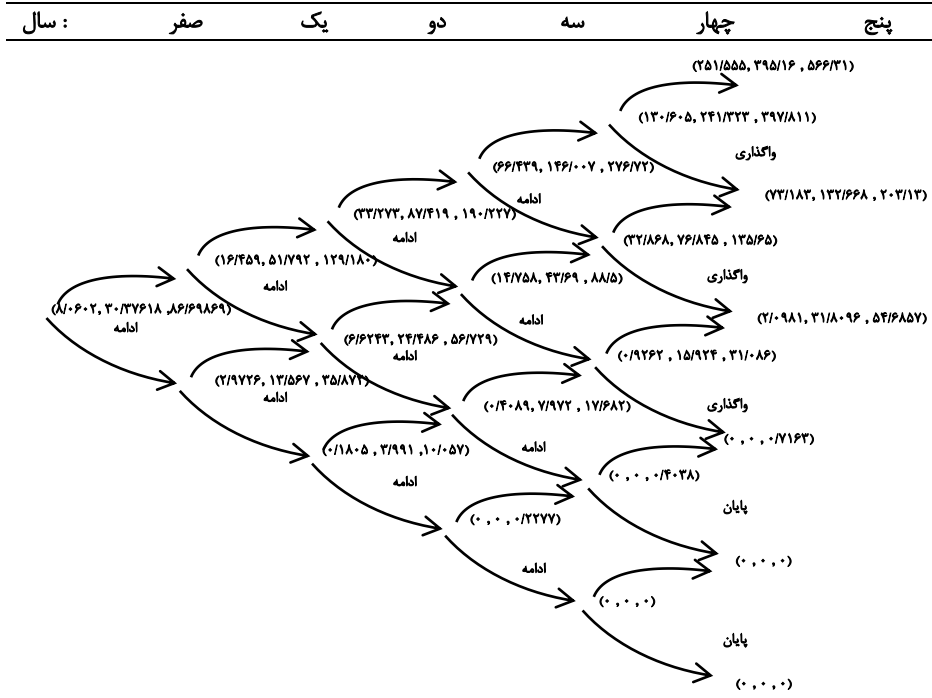 سال : صفر یک دو سه چهار پنج
(۲۵۱/۵۵۵, ۳۹۵/۱۶ , ۵۶۶/۳۱)
(۱۳۰/۶۰۵, ۲۴۱/۳۲۳ , ۳۹۷/۸۱۱)
واگذاری
(۶۶/۴۳۹, ۱۴۶/۰۰۷ , ۲۷۶/۷۲)
(۷۳/۱۸۳, ۱۳۲/۶۶۸ , ۲۰۳/۱۳)
ادامه
(۳۳/۲۷۳, ۸۷/۴۱۹ , ۱۹۰/۲۲۷)
ادامه
(۳۲/۸۶۸, ۷۶/۸۴۵ , ۱۳۵/۶۵)
(۱۶/۴۵۹, ۵۱/۷۹۲ , ۱۲۹/۱۸۰)
واگذاری
(۱۴/۷۵۸, ۴۳/۶۹ , ۸۸/۵)
ادامه
(۸/۰۶۰۲, ۳۰/۳۷۶۱۸ ,۸۶/۶۹۸۶۹)
(۲/۰۹۸۱, ۳۱/۸۰۹۶ , ۵۴/۶۸۵۷)
ادامه
ادامه
(۶/۶۲۴۳, ۲۴/۴۸۶ , ۵۶/۷۲۹)
ادامه
(۰/۹۲۶۲ , ۱۵/۹۲۴ , ۳۱/۰۸۶)
(۲/۹۷۲۶, ۱۳/۵۶۷ , ۳۵/۸۷۴)
ادامه
(۰/۴۰۸۹, ۷/۹۷۲ , ۱۷/۶۸۲)
واگذاری
(۰ , ۰ , ۰/۷۱۶۳)
(۰/۱۸۰۵ , ۳/۹۹۱ ,۱۰/۰۵۷)
ادامه
(۰ , ۰ , ۰/۴۰۳۸)
ادامه
پایان
(۰ , ۰ , ۰/۲۲۷۷)
(۰ , ۰ , ۰)
ادامه
(۰ , ۰ , ۰)
پایان
(۰ , ۰ , ۰)